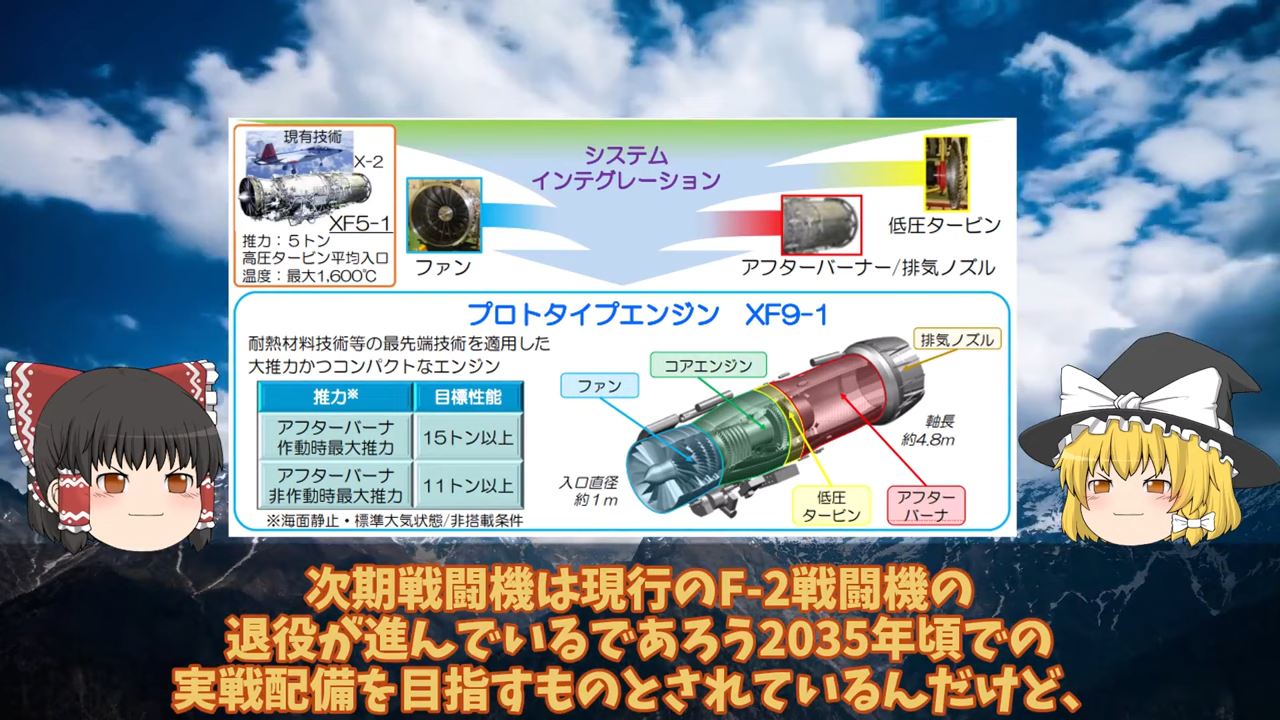 現有技術
X-2
XF5-1
推力：５トン
高圧タービン平均入口
温度：最大1,600℃
システム
インテグレーション
ファン
アフターバーナー/排気ノズル
低圧タービン
プロトタイプエンジン　XF9-1
耐熱材料技術等の最先端技術を適用した
大推力かつコンパクトなエンジン
推力※
目標性能
アフターバーナ
作動時最大推力
15トン以上
アフターバーナ
非作動時最大推力
11トン以上
※海面静止・標準大気状態/非搭載条件
ファン
コアエンジン
排気ノズル
軸長
約4.8m
入口直径
約１m
低圧
タービン
アフター
バーナ
次期戦闘機は現行のF-2戦闘機の
退役が進んでいるであろう2035年頃での
実戦配備を目指すものとされているんだけど、